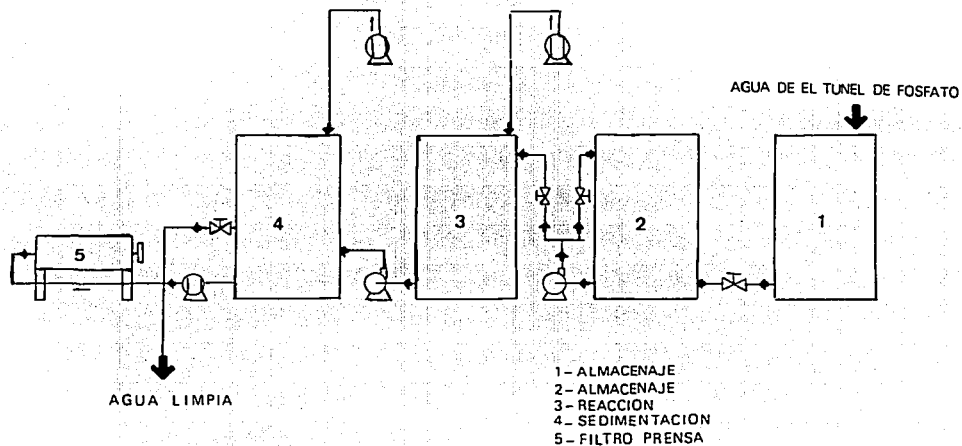 AGUA DE EL TUNEL DE FOSFATO
4
3
2
1
5
AGUA LIMPIA
1- ALMACENAJE
2- ALMACENAJE
3- REACCION
4- SEDIMENTACION
5- FILTRO PRENSA